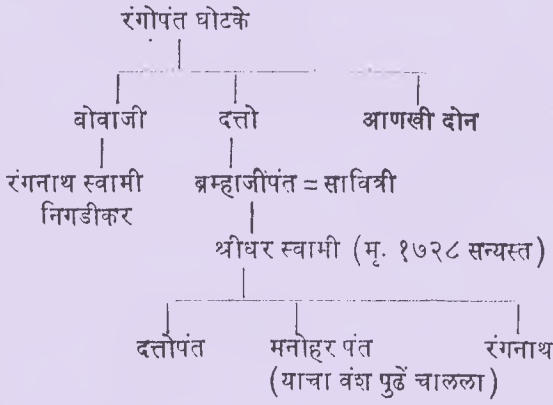 रंगोपंत घोटके
बोवाजी दत्तो आणखी दोन
रंगनाथ स्वामी ब्रम्हाजींपंत = सावित्री
निगडीकर
श्रीधर स्वामी (मृ. १७२८ सन्यस्त)
दत्तोपंत मनोहर पंत रंगनाथ
(याचा वंश पुढें चालला)